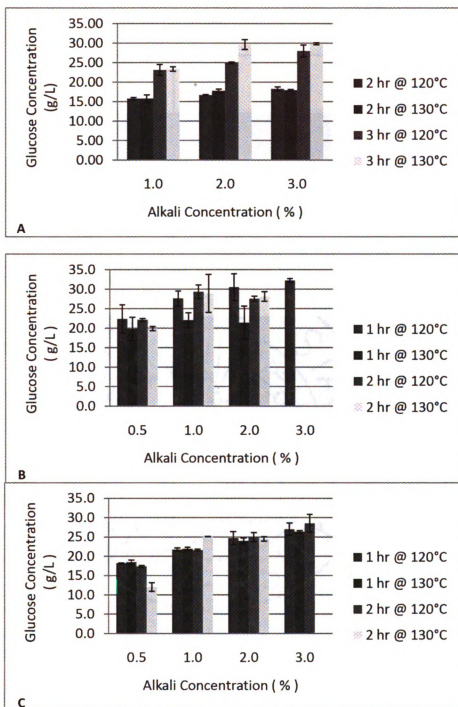 Glucose Concentration
(g/L)
35.00
30.00
25.00
20.00
15.00
10.00
5.00
0.00
1.0 2.0 3.0
Alkali Concentration ( % )
2 hr @ 120°C
2 hr @ 130°C
3 hr @ 120°C
3 hr @ 130°C
A
Glucose Concentration
( g/L)
35.0
30.0
25.0
20.0
15.0
10.0
5.0
0.0
0.5 1.0 2.0 3.0
Alkali Concentration ( % )
1 hr @ 120°C
1 hr @ 130°C
2 hr @ 120°C
2 hr @ 130°C
B
Glucose Concentration
( g/L)
35.0
30.0
25.0
20.0
15.0
10.0
5.0
0.0
0.5 1.0 2.0 3.0
Alkali Concentration ( % )
1 hr @ 120°C
1 hr @ 130°C
2 hr @ 120°C
2 hr @ 130°C
C